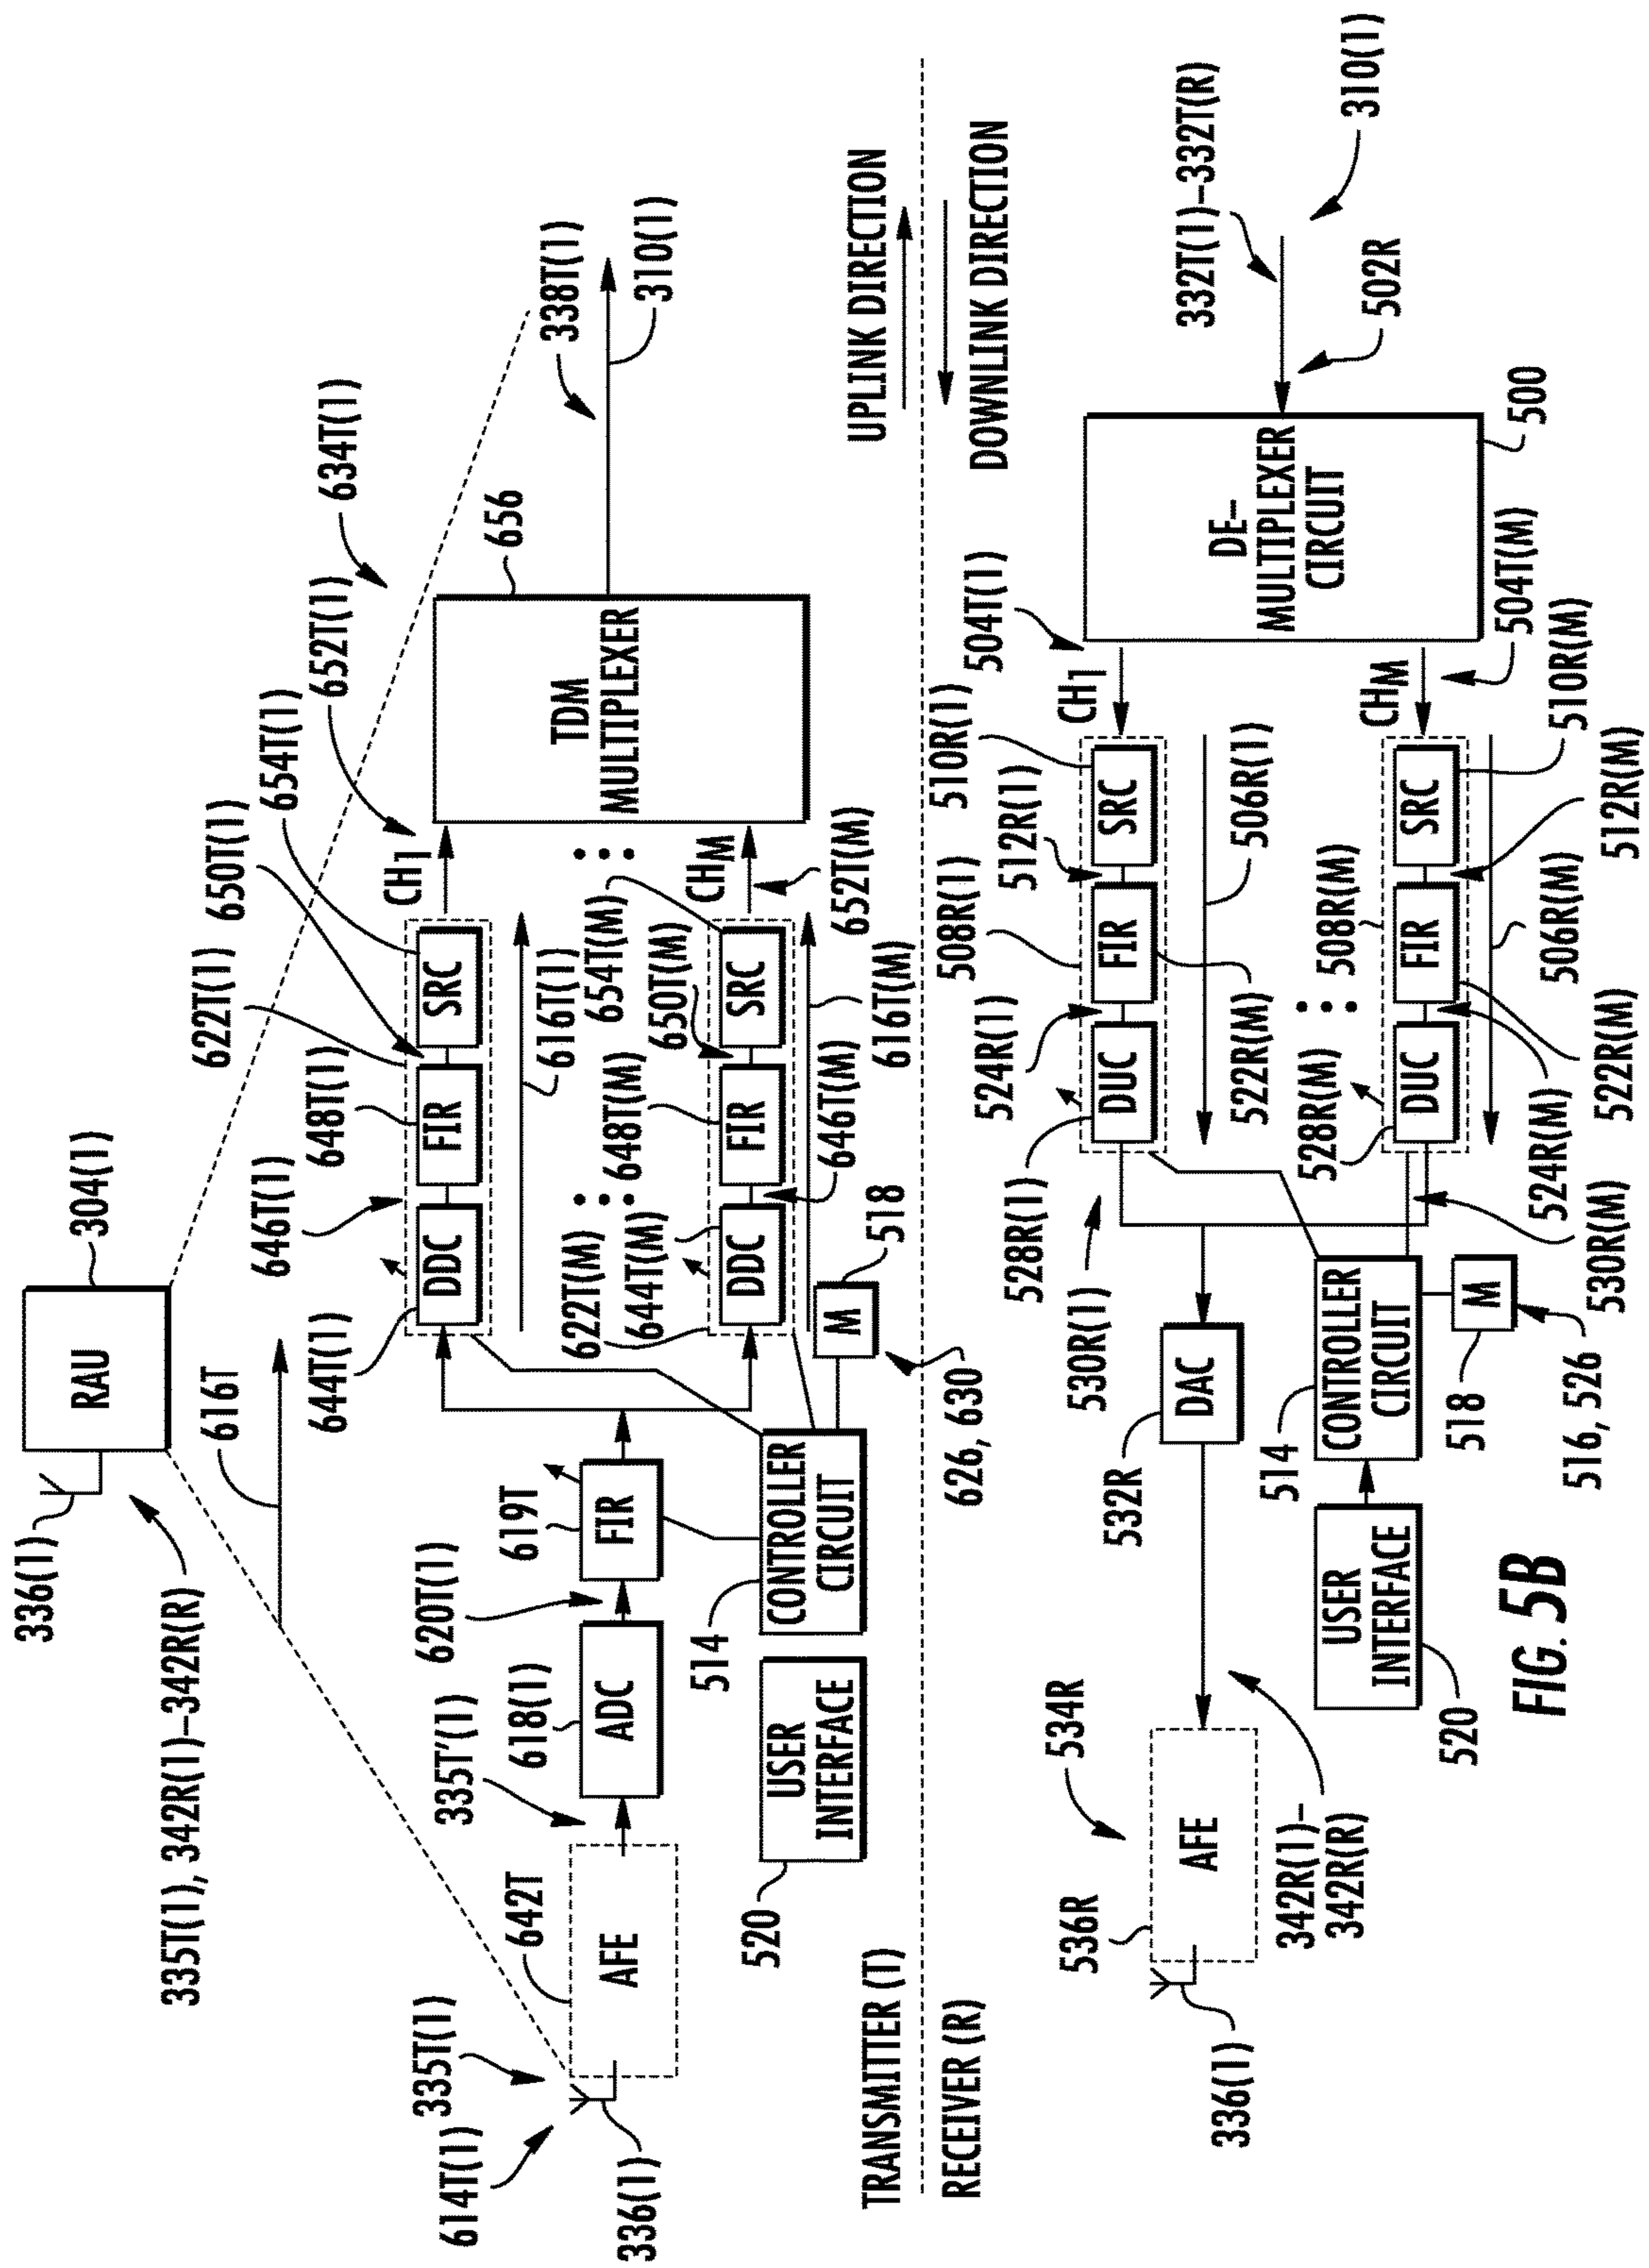 336(1)
RAU
304(1)
335T(1), 342R(1)–342R(R)
616T
634T(1)
614T(1)
335T(1)
336(1)
642T
AFE
335T'(1)
618(1)
ADC
620T(1)
619T
FIR
644T(1)
DDC
646T(1)
648T(1)
FIR
622T(1)
650T(1)
SRC
654T(1)
652T(1)
CH1
616T(1)
TDM
MULTIPLEXER
656
338T(1)
310(1)
622T(M)
644T(M)
DDC
646T(M)
648T(M)
FIR
650T(M)
SRC
654T(M)
CHM
652T(M)
616T(M)
520
USER
INTERFACE
514
CONTROLLER
CIRCUIT
M
518
626, 630
TRANSMITTER (T)
UPLINK DIRECTION
RECEIVER (R)
DOWNLINK DIRECTION
336(1)
536R
AFE
534R
342R(1)–
342R(R)
532R
DAC
530R(1)
528R(1)
DUC
524R(1)
508R(1)
FIR
522R(M)
512R(1)
510R(1)
SRC
CH1
504T(1)
506R(1)
DE–
MULTIPLEXER
CIRCUIT
500
502R
332T(1)–332T(R)
310(1)
528R(M)
DUC
524R(M)
508R(M)
FIR
522R(M)
512R(M)
SRC
510R(M)
CHM
504T(M)
506R(M)
530R(M)
520
USER
INTERFACE
514
CONTROLLER
CIRCUIT
M
518
516, 526
FIG. 5B